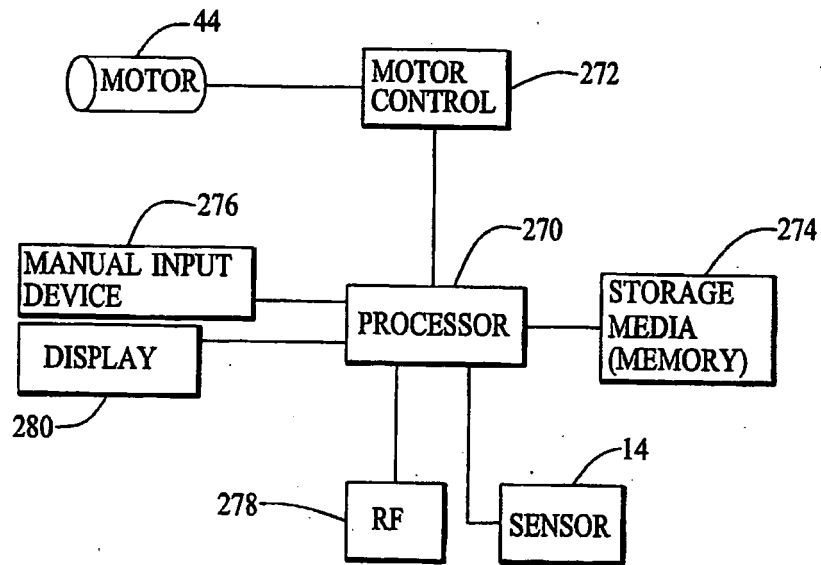 44
MOTOR
MOTOR
CONTROL
272
276
MANUAL INPUT
DEVICE
270
PROCESSOR
274
STORAGE
MEDIA
(MEMORY)
DISPLAY
280
278
RF
14
SENSOR